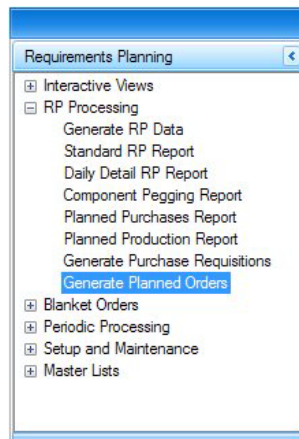 Requirements Planning
Interactive Views
RP Processing
Generate RP Data
Standard RP Report
Daily Detail RP Report
Component Pegging Report
Planned Purchases Report
Planned Production Report
Generate Purchase Requisitions
Generate Planned Orders
Blanket Orders
Periodic Processing
Setup and Maintenance
Master Lists